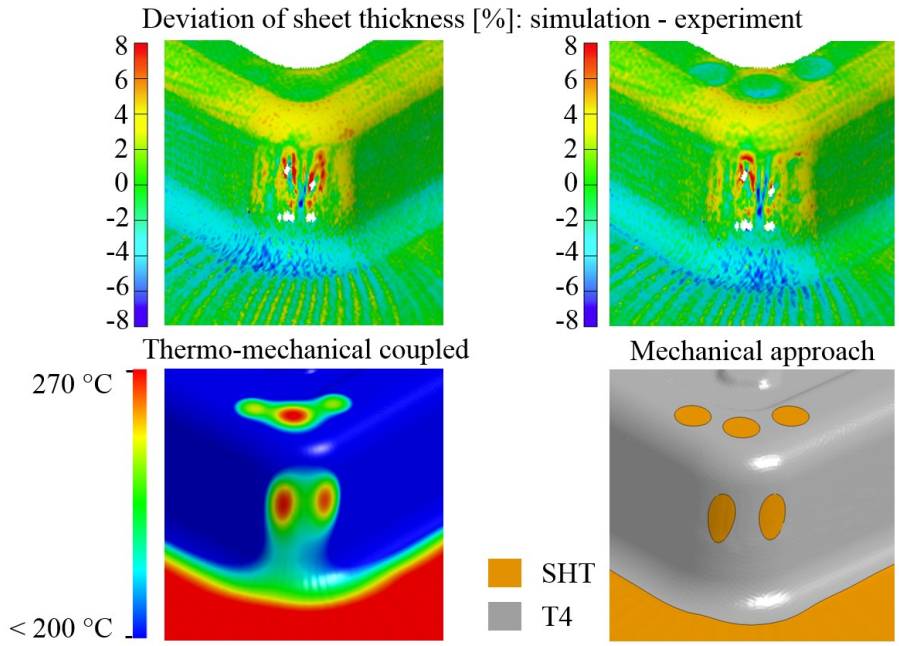 Deviation of sheet thickness [%]: simulation - experiment
8
6
4
2
0
-2
-4
-6
-8
8
6
4
2
0
-2
-4
-6
-8
Thermo-mechanical coupled
Mechanical approach
270 °C
< 200 °C
SHT
T4